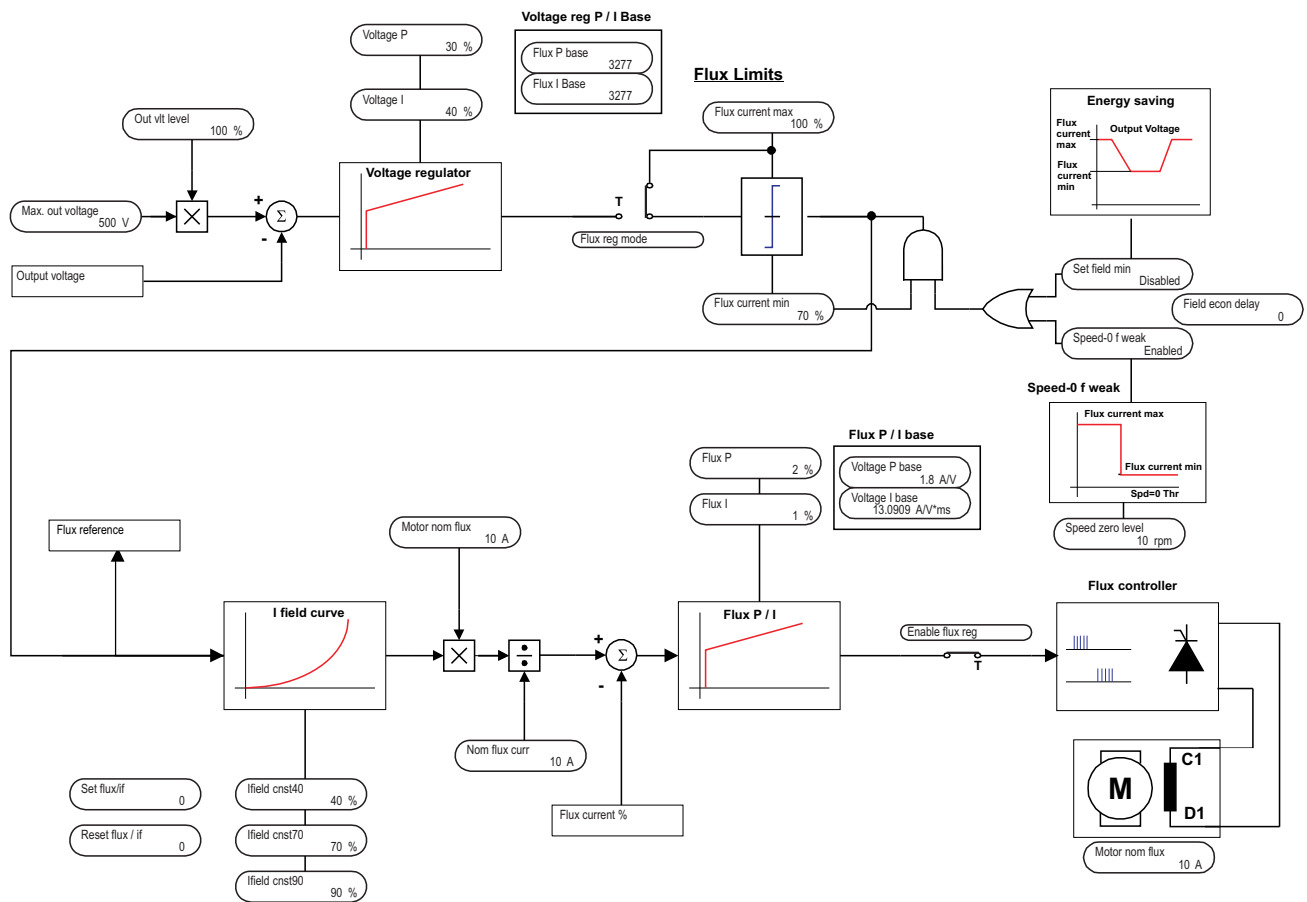 Voltage reg P / I Base
Voltage P
30 %
Flux P base
3277
Flux I Base
3277
Voltage I
40 %
Flux Limits
Out vlt level
100 %
Flux current max
100 %
Energy saving
Flux
current
max
Output Voltage
Flux
current
min
Voltage regulator
Max. out voltage
500 V
+
Σ
-
T
Flux reg mode
Output voltage
Flux current min
70 %
Set field min
Disabled
Field econ delay
0
Speed-0 f weak
Enabled
Speed-0 f weak
Flux current max
Flux current min
Spd=0 Thr
Speed zero level
10 rpm
Flux P / I base
Flux P
2 %
Voltage P base
1.8 A/V
Flux I
1 %
Voltage I base
13.0909 A/V*ms
Flux reference
Motor nom flux
10 A
I field curve
+
Σ
-
Flux P / I
Enable flux reg
T
Flux controller
Nom flux curr
10 A
Flux current %
Set flux/if
0
Reset flux / if
0
Ifield cnst40
40 %
Ifield cnst70
70 %
Ifield cnst90
90 %
M
C1
D1
Motor nom flux
10 A